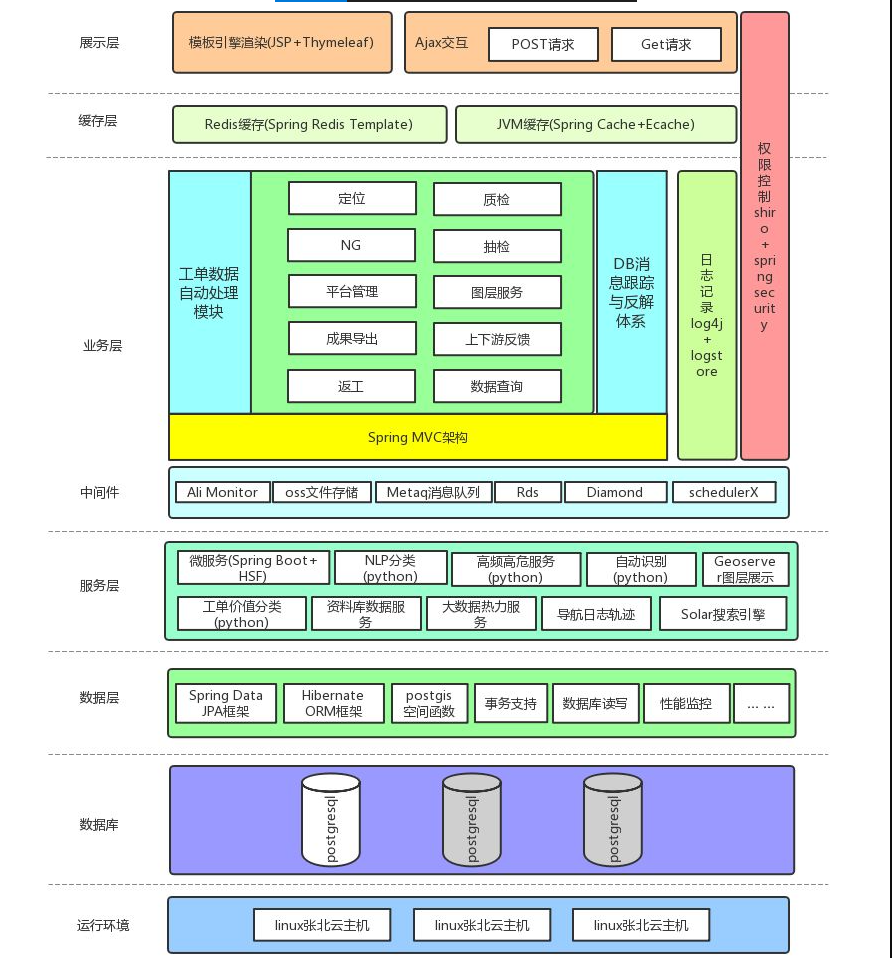 展示层
模板引擎渲染(JSP+Thymeleaf)
Ajax交互
POST请求
Get请求
缓存层
Redis缓存(Spring Redis Template)
JVM缓存(Spring Cache+Ecache)
权
限
控
制
shir
o
+
spri
ng
sec
urit
y
业务层
工单数据
自动处理
模块
定位
质检
NG
抽检
平台管理
图层服务
成果导出
上下游反馈
返工
数据查询
DB消
息跟踪
与反解
体系
日
志
记
录
log4j
+
logst
ore
Spring MVC架构
中间件
Ali Monitor
oss文件存储
Metaq消息队列
Rds
Diamond
schedulerX
服务层
微服务(Spring Boot+
HSF)
NLP分类
(python)
高频高危服务
(python)
自动识别
(python)
Geoserve
r图层展示
工单价值分类
(python)
资料库数据服
务
大数据热力服
务
导航日志轨迹
Solar搜索引擎
数据层
Spring Data
JPA框架
Hibernate
ORM框架
postgis
空间函数
事务支持
数据库读写
性能监控
... ...
数据库
postgresql
postgresql
postgresql
运行环境
linux张北云主机
linux张北云主机
linux张北云主机